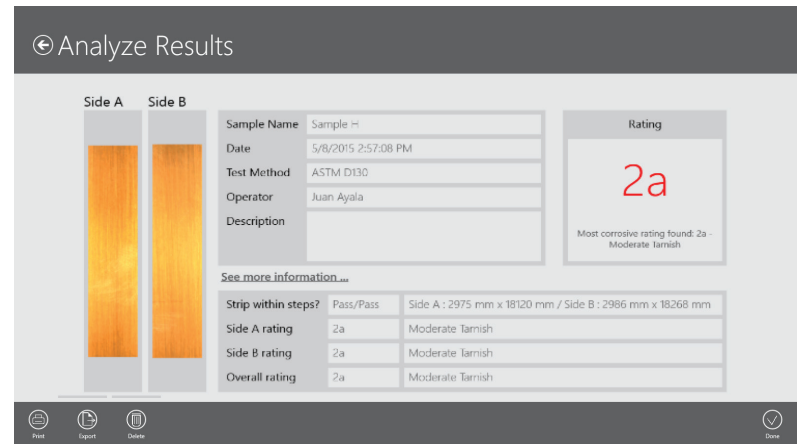 Analyze Results
Side A Side B
Sample Name Sample H
Date 5/8/2015 2:57:08 PM
Test Method ASTM D130
Operator Juan Ayala
Description
Rating
2a
Most corrosive rating found: 2a -
Moderate Tarnish
See more information ...
Strip within steps? Pass/Pass Side A : 2975 mm x 18120 mm / Side B : 2986 mm x 18268 mm
Side A rating 2a Moderate Tarnish
Side B rating 2a Moderate Tarnish
Overall rating 2a Moderate Tarnish
Print Export Delete Done